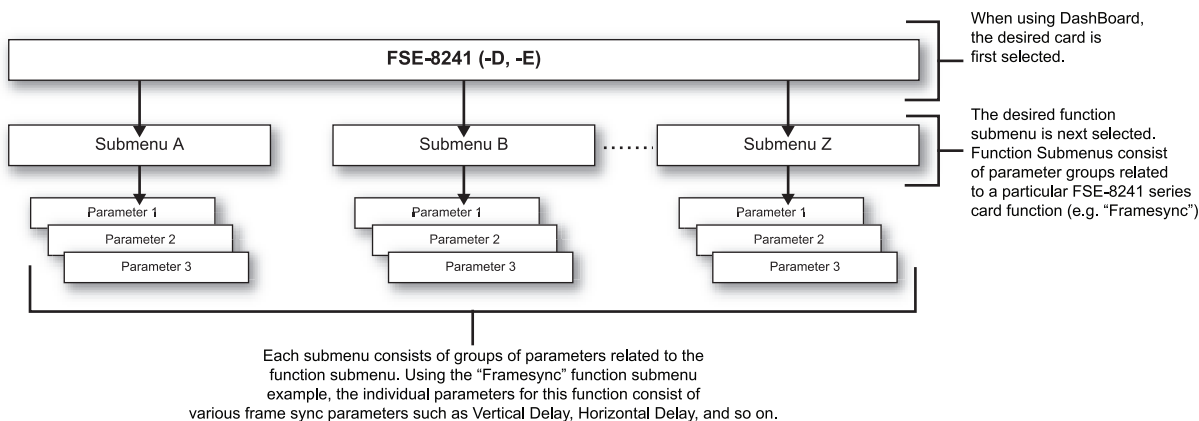 When using DashBoard,
the desired card is
first selected.
FSE-8241 (-D, -E)
The desired function
submenu is next selected.
Function Submenus consist
of parameter groups related
to a particular FSE-8241 series
card function (e.g. “Framesync”)
Submenu A
Submenu B
Submenu Z
Parameter 1
Parameter 2
Parameter 3
Parameter 1
Parameter 2
Parameter 3
Parameter 1
Parameter 2
Parameter 3
Each submenu consists of groups of parameters related to the
function submenu. Using the “Framesync” function submenu
example, the individual parameters for this function consist of
various frame sync parameters such as Vertical Delay, Horizontal Delay, and so on.